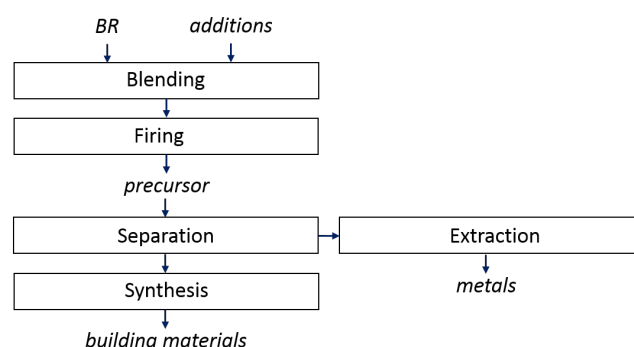 BR additions
Blending
Firing
precursor
Separation Extraction
Synthesis metals
building materials